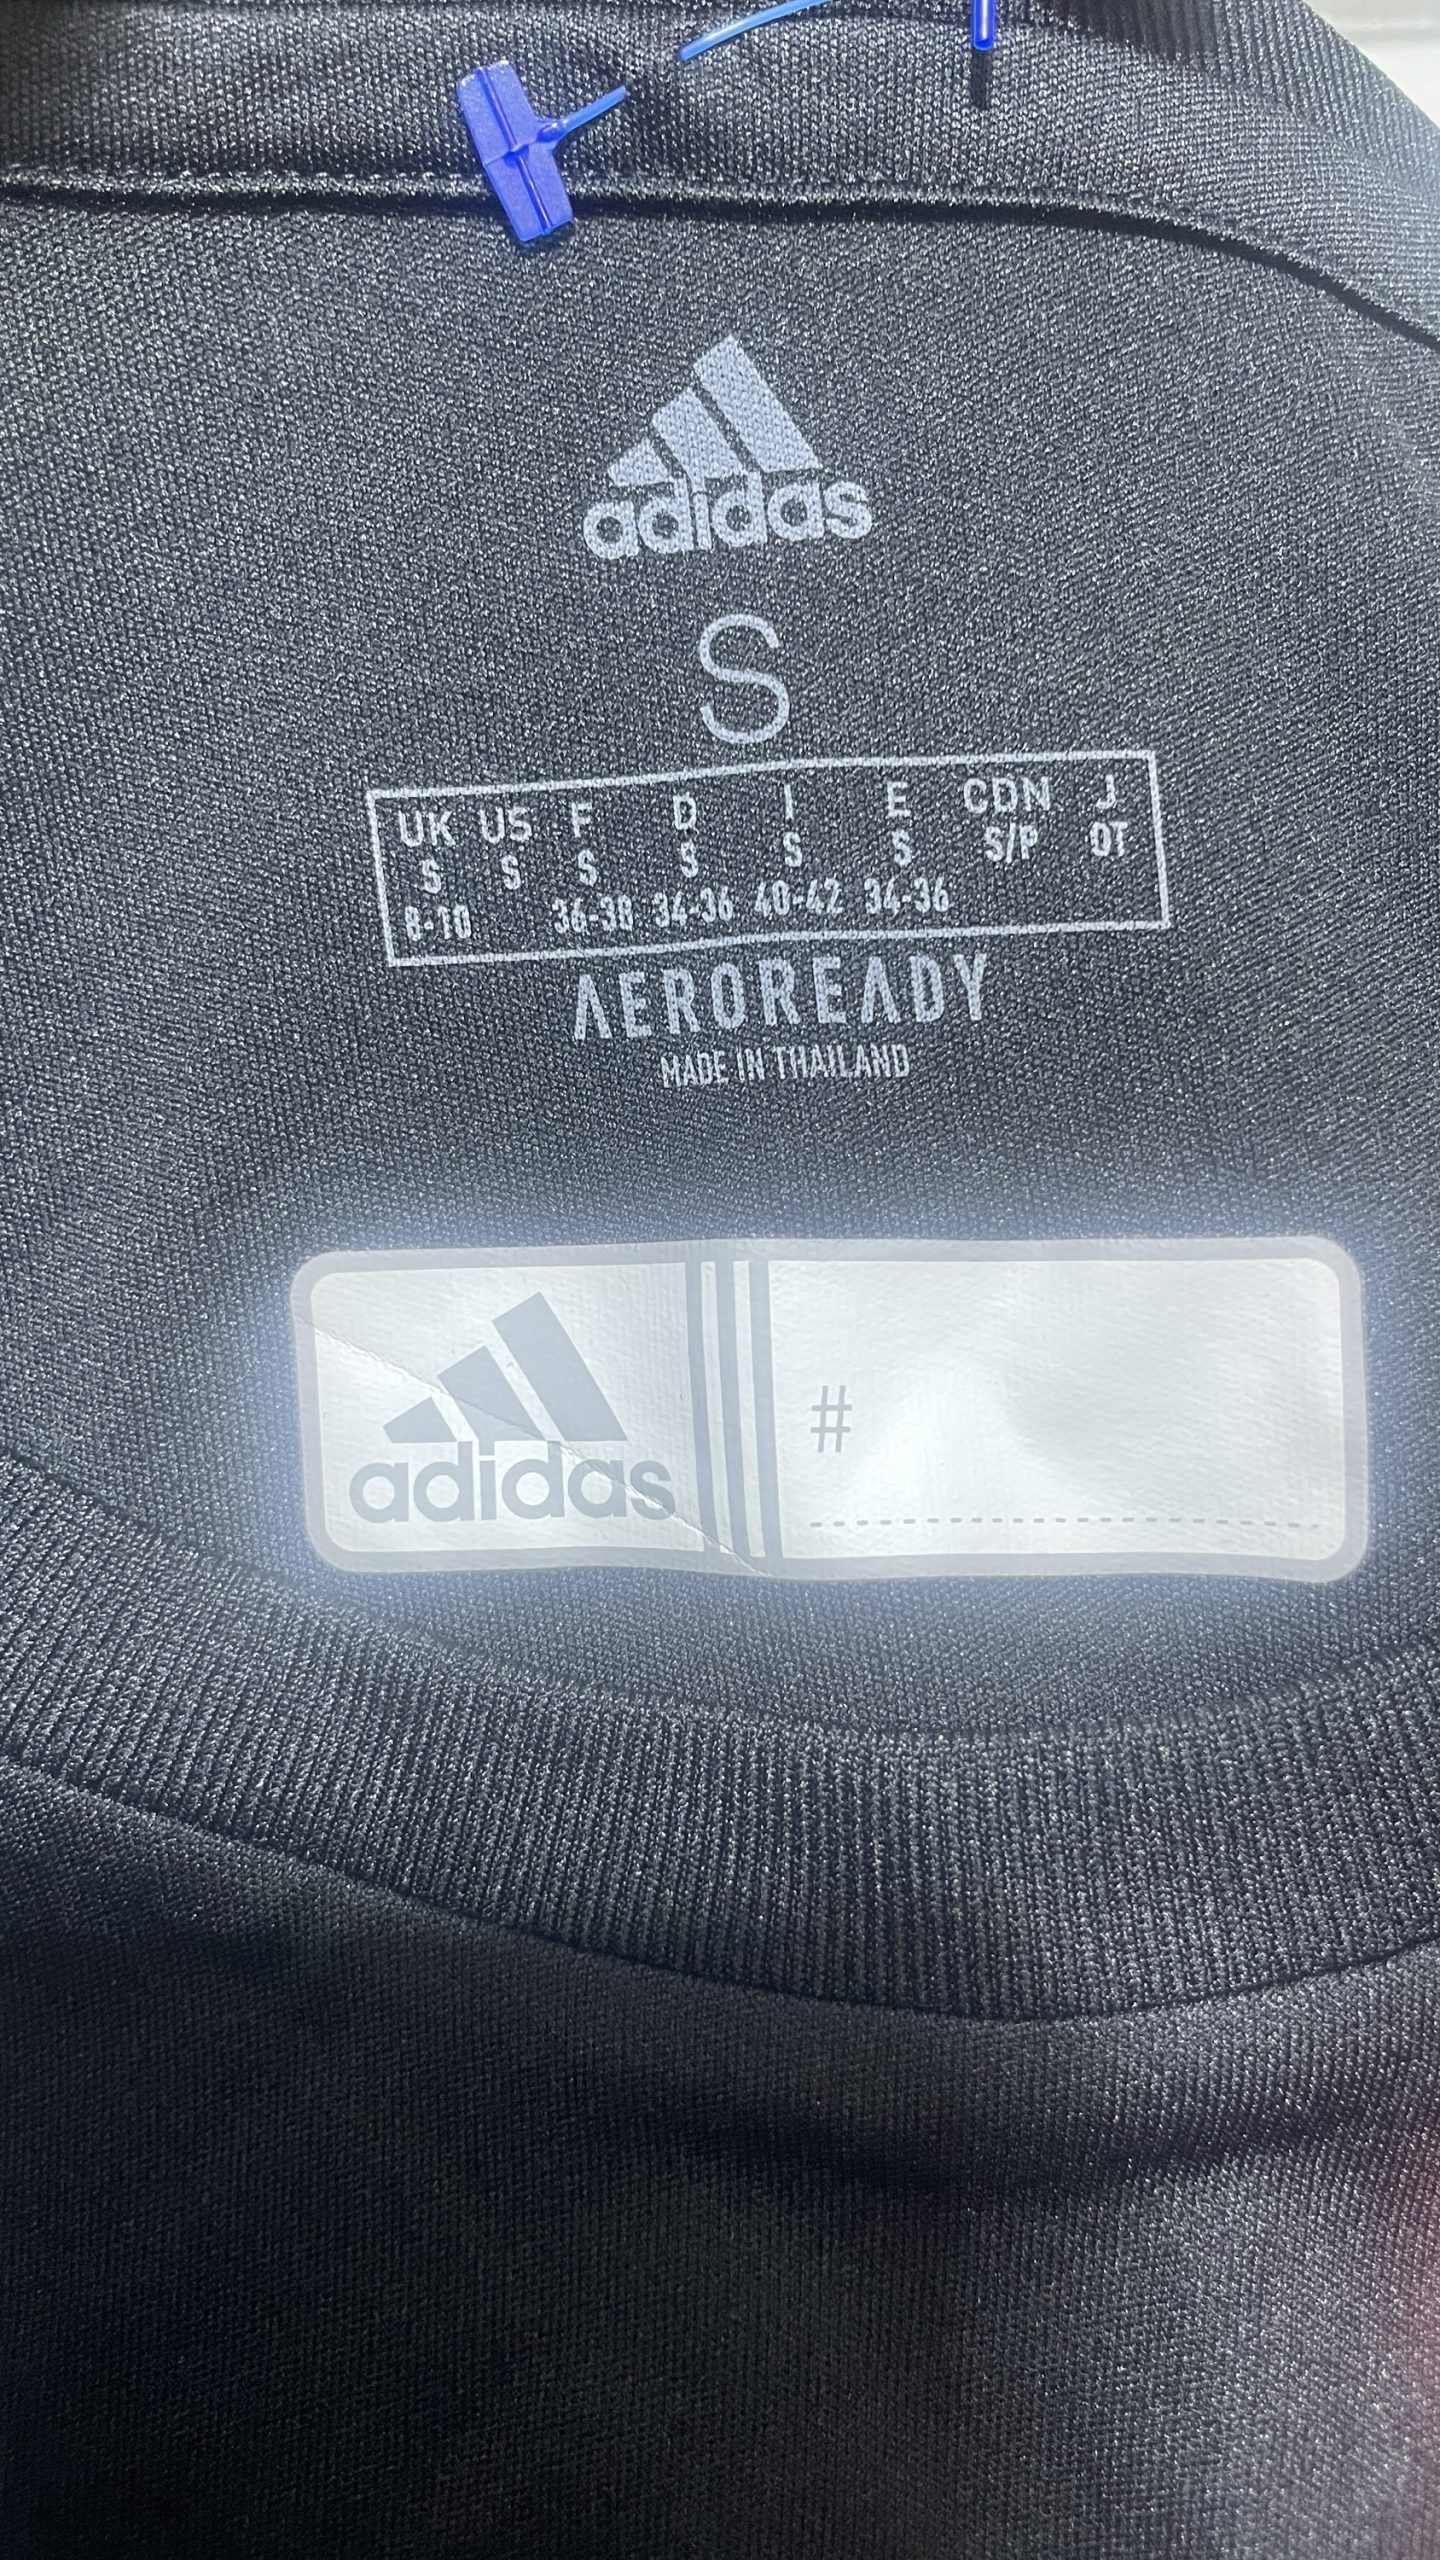 adidas
S
UK US F D I E CDN J
S S S S S S S/P OT
8-10 36-38 34-36 40-42 34-36
AEROREADY
MADE IN THAILAND
adidas
#